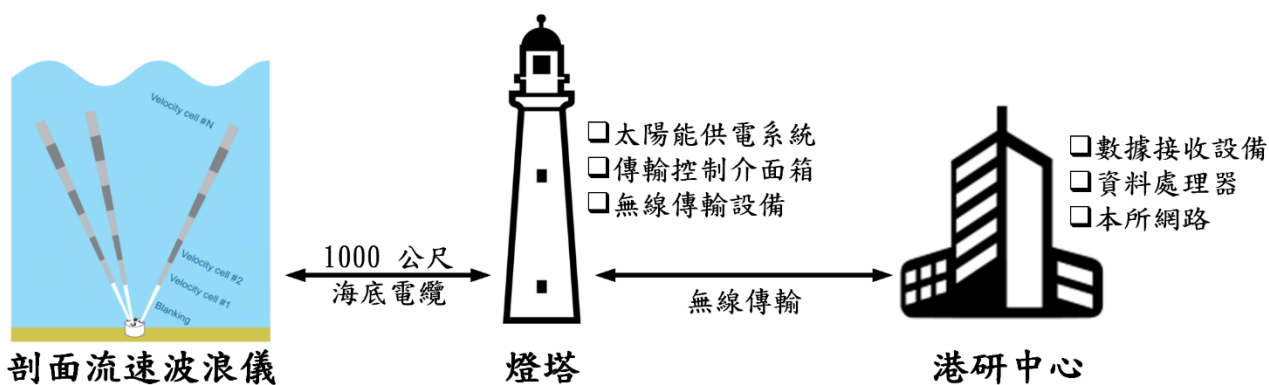 Velocity cell #N
Velocity cell #2
Velocity cell #1
Blanking
剖面流速波浪儀
1000 公尺
海底電纜
□太陽能供電系統
□傳輸控制介面箱
□無線傳輸設備
燈塔
無線傳輸
□數據接收設備
□資料處理器
□本所網路
港研中心